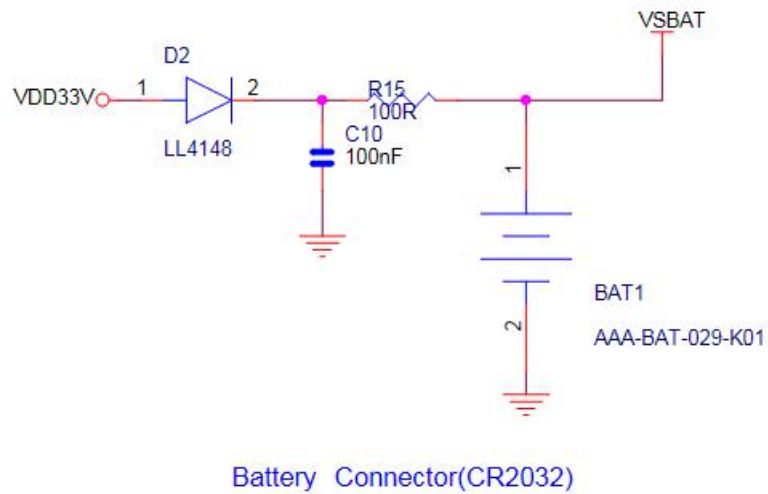 VSBAT
D2
VDD33V
1
2
R15
100R
LL4148
C10
100nF
1
2
BAT1
AAA-BAT-029-K01
Battery Connector(CR2032)